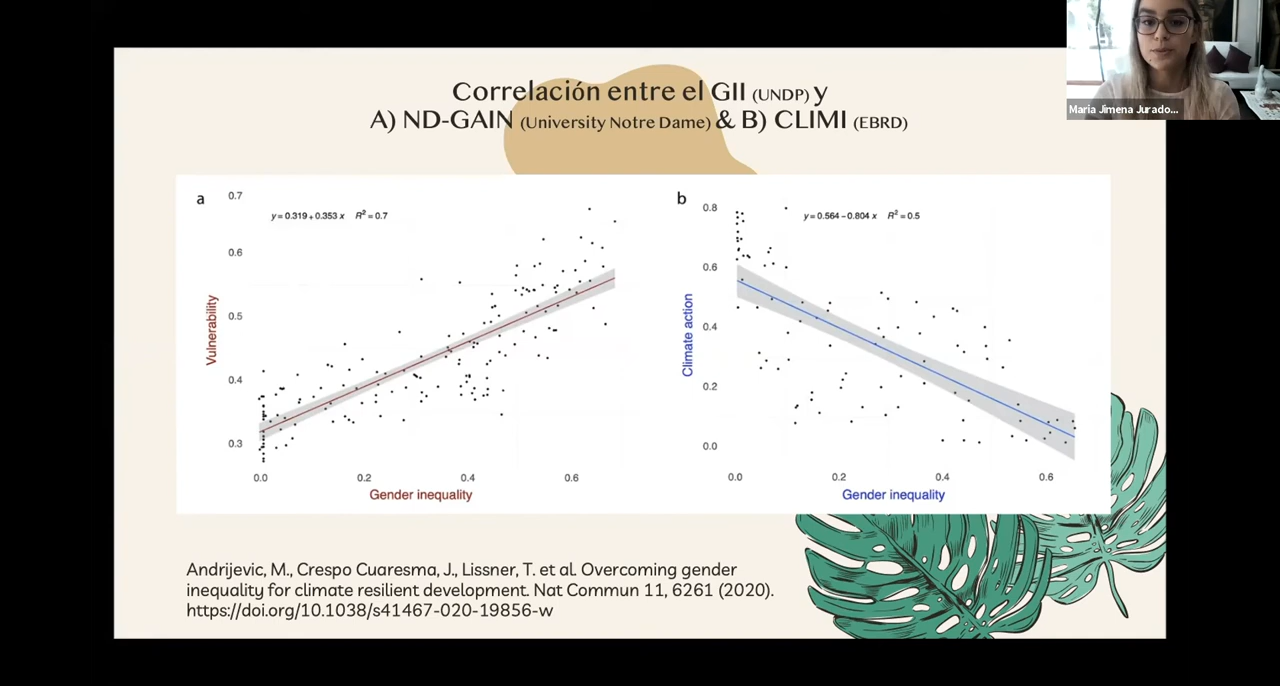 Correlación entre el GII (UNDP) y
A) ND-GAIN (University Notre Dame) & B) CLIMI (EBRD)
Maria Jimena Jurado...
a
0.7
y = 0.319 + 0.353 x R² = 0.7
0.6
0.5
0.4
0.3
Vulnerability
0.0 0.2 0.4 0.6
Gender inequality
b
0.8
y = 0.564 – 0.804 x R² = 0.5
0.6
0.4
0.2
0.0
Climate action
0.0 0.2 0.4 0.6
Gender inequality
Andrijevic, M., Crespo Cuaresma, J., Lissner, T. et al. Overcoming gender
inequality for climate resilient development. Nat Commun 11, 6261 (2020).
https://doi.org/10.1038/s41467-020-19856-w